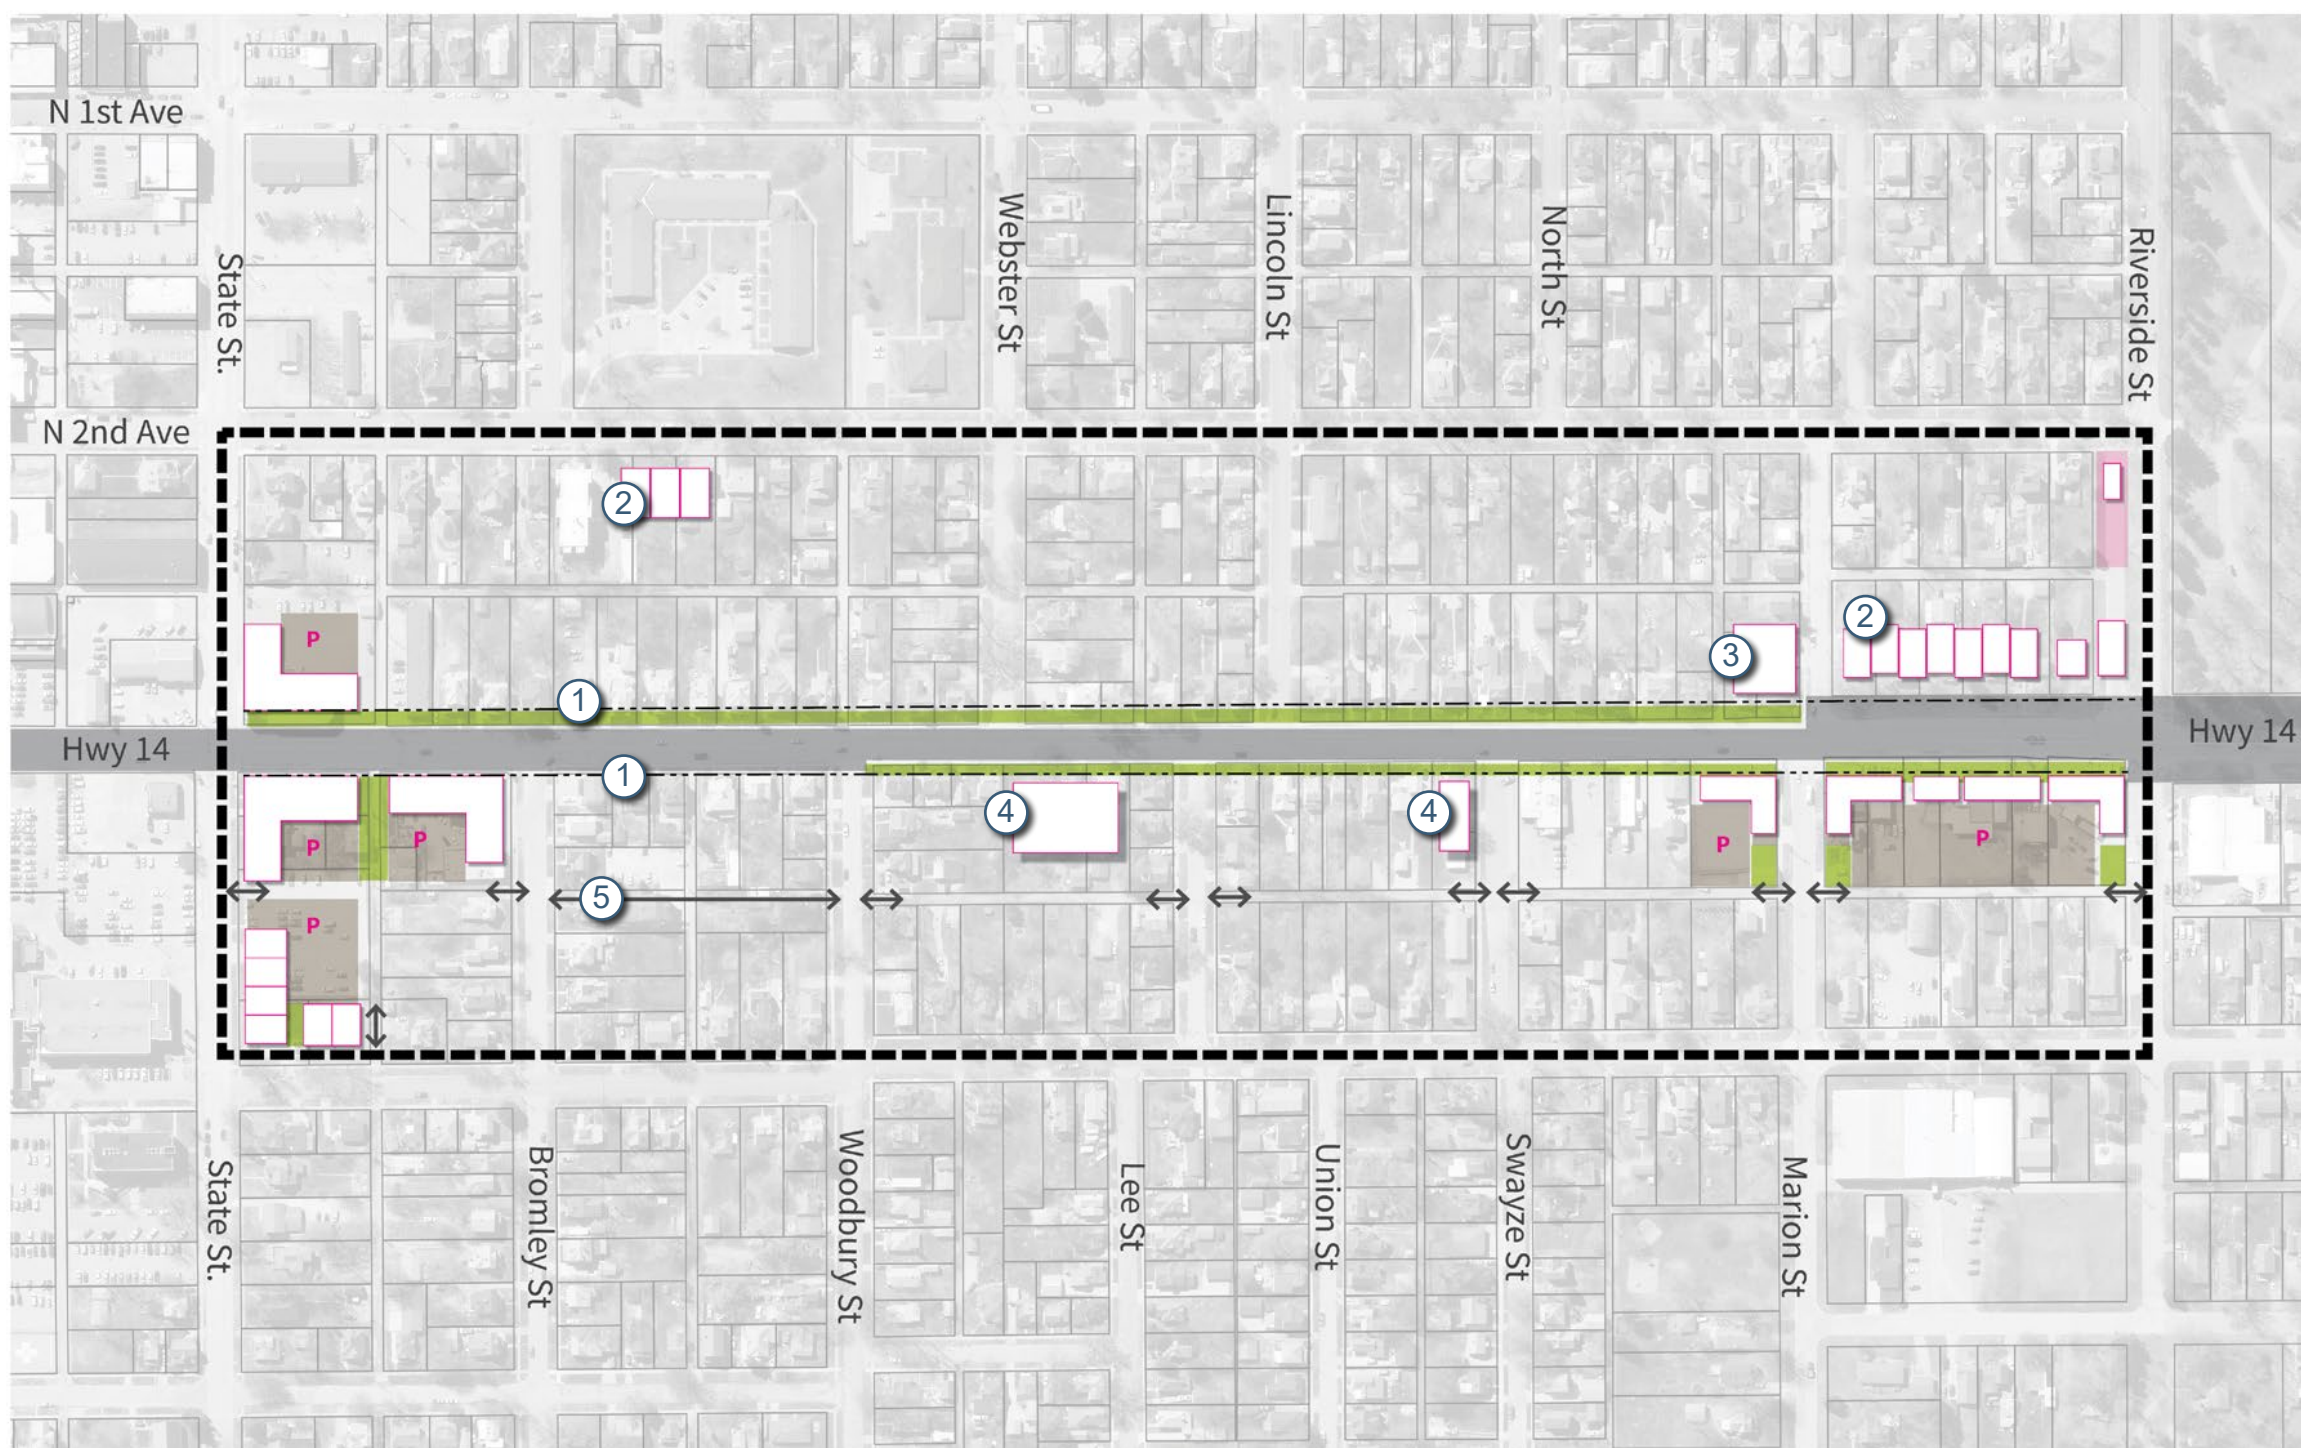 N 1st Ave
State St.
Webster St
Lincoln St
North St
Riverside St
N 2nd Ave
2
2
3
P
1
Hwy 14
Hwy 14
1
4
4
P
P
P
P
5
P
State St.
Bromley St
Woodbury St
Lee St
Union St
Swayze St
Marion St